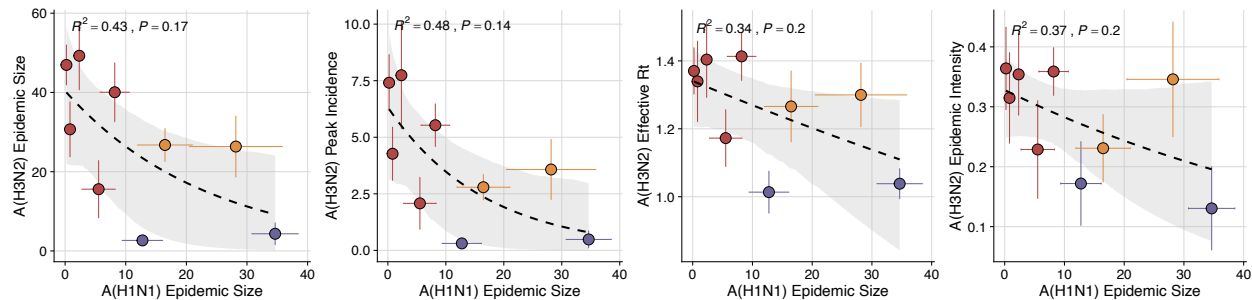 R² = 0.43 , P = 0.17
A(H3N2) Epidemic Size
60
40
20
0
0 10 20 30 40
A(H1N1) Epidemic Size
R² = 0.48 , P = 0.14
A(H3N2) Peak Incidence
10.0
7.5
5.0
2.5
0.0
0 10 20 30 40
A(H1N1) Epidemic Size
R² = 0.34 , P = 0.2
A(H3N2) Effective Rt
1.4
1.2
1.0
0 10 20 30 40
A(H1N1) Epidemic Size
R² = 0.37 , P = 0.2
A(H3N2) Epidemic Intensity
0.4
0.3
0.2
0.1
0 10 20 30 40
A(H1N1) Epidemic Size